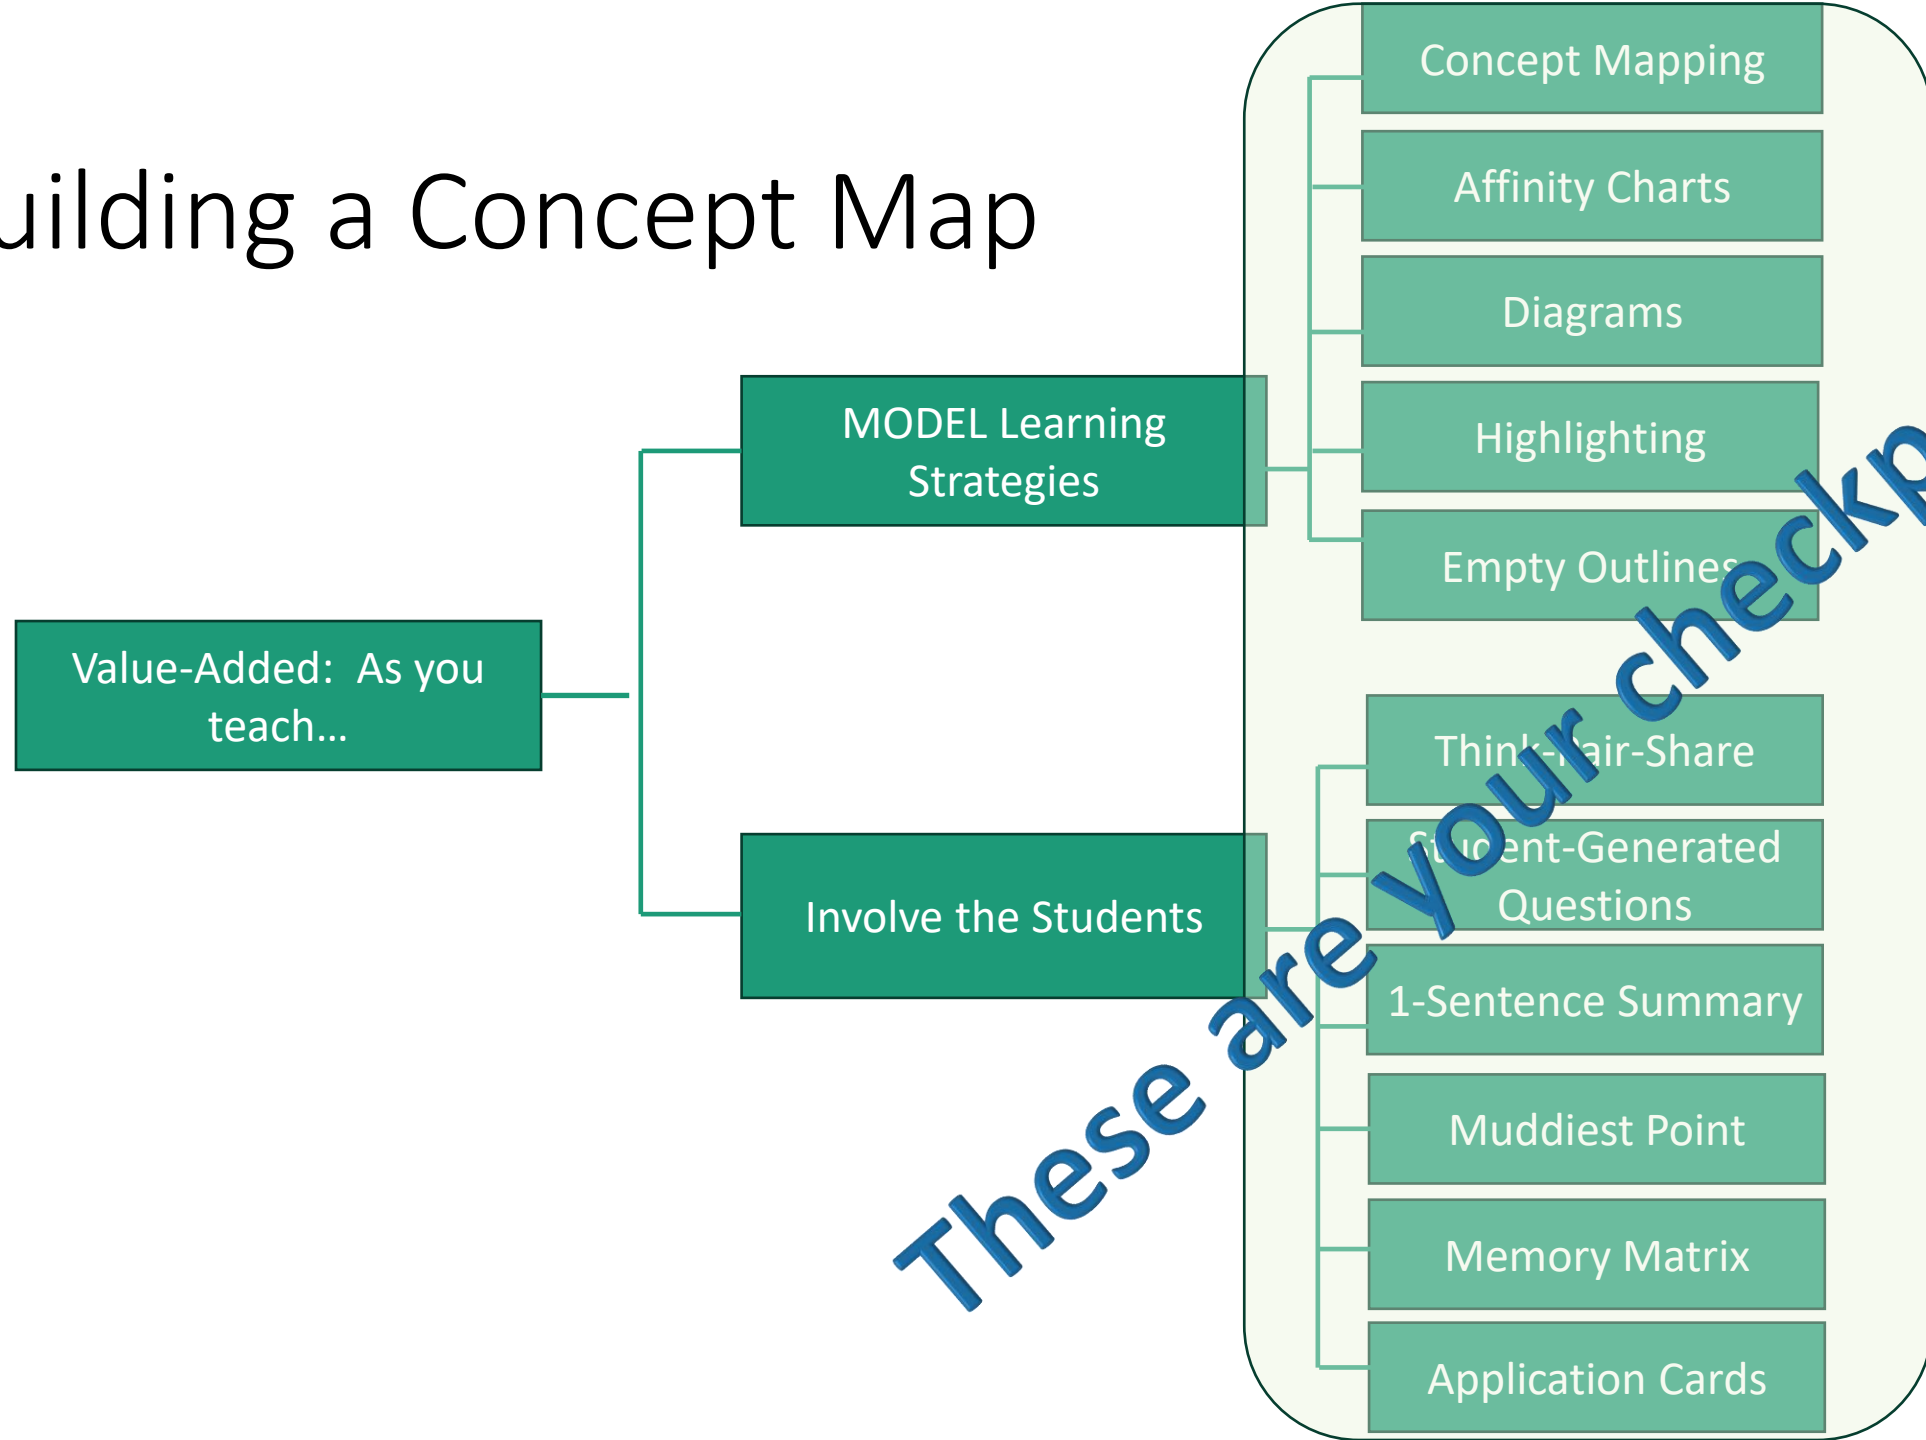 uilding a Concept Map
Concept Mapping
Affinity Charts
Diagrams
MODEL Learning
Strategies
Highlighting
Empty Outlines
Value-Added:  As you
teach…
Think-Pair-Share
Student-Generated
Questions
Involve the Students
1-Sentence Summary
Muddiest Point
Memory Matrix
Application Cards
These are your checkp